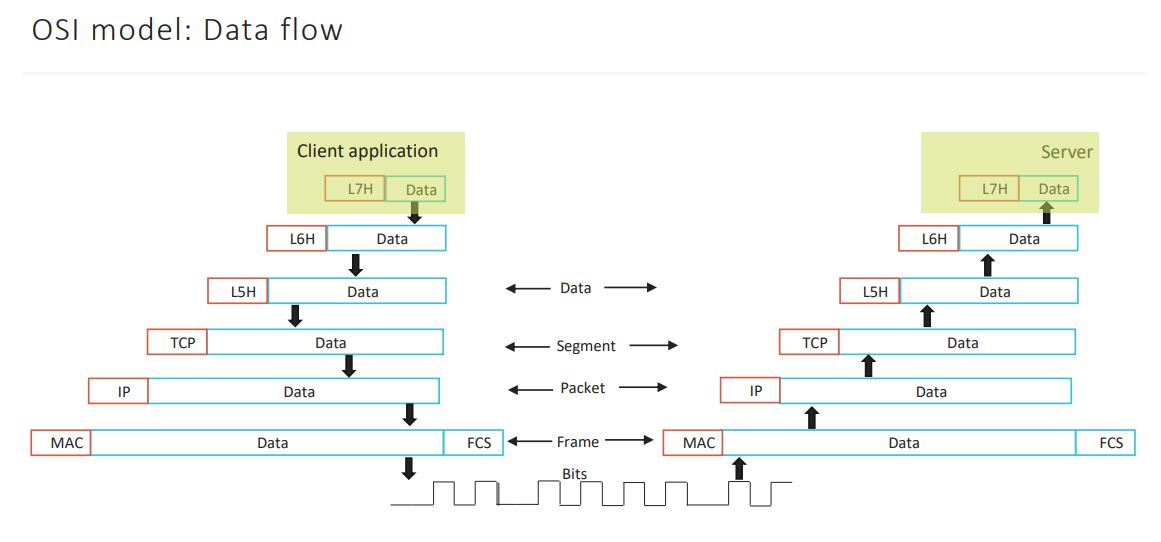 OSI model: Data flow
Client application
Server
L7H Data
L7H Data
L6H Data
L6H Data
L5H Data
Data
L5H Data
TCP Data
Segment
TCP Data
IP Data
Packet
IP Data
MAC Data FCS
Frame
MAC Data FCS
Bits